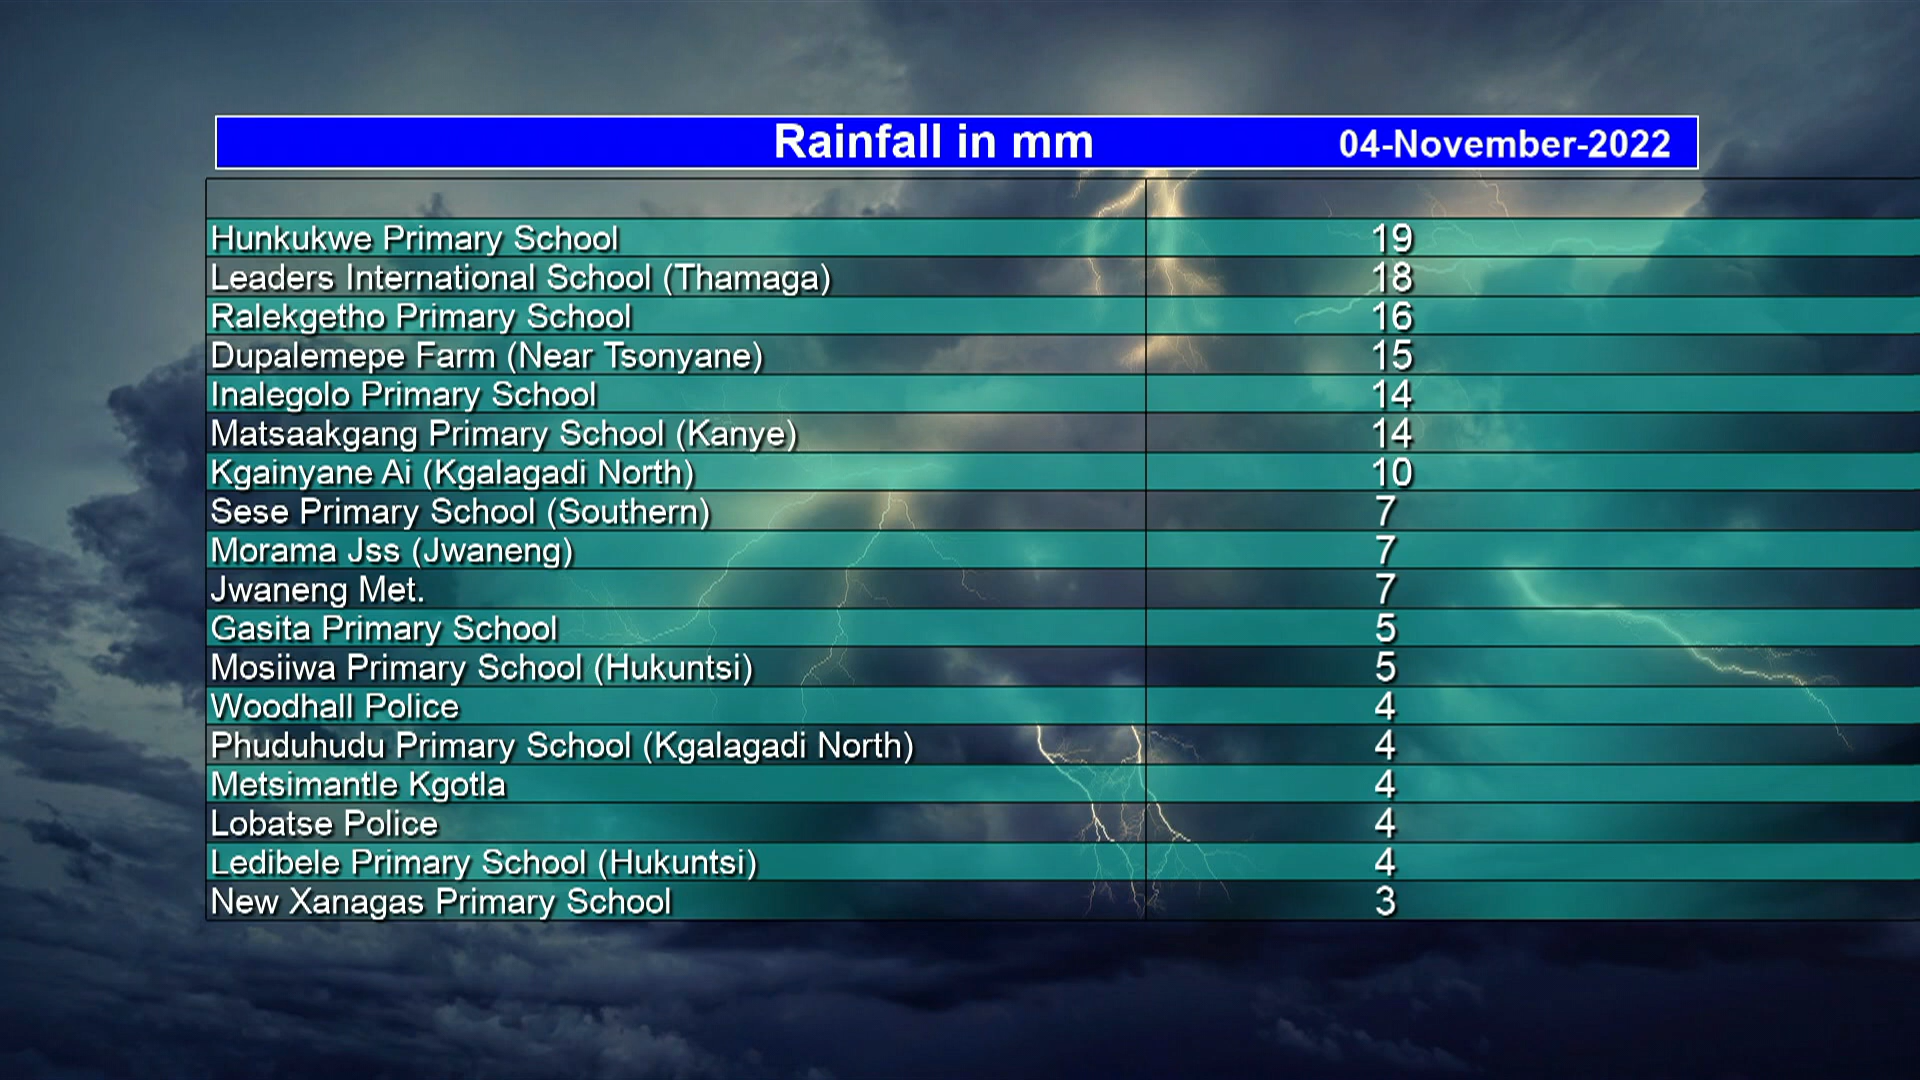 Rainfall in mm 04-November-2022
Hunkukwe Primary School 19
Leaders International School (Thamaga) 18
Ralekgetho Primary School 16
Dupalemepe Farm (Near Tsonyane) 15
Inalegolo Primary School 14
Matsaakgang Primary School (Kanye) 14
Kgainyane Ai (Kgalagadi North) 10
Sese Primary School (Southern) 7
Morama Jss (Jwaneng) 7
Jwaneng Met. 7
Gasita Primary School 5
Mosiiwa Primary School (Hukuntsi) 5
Woodhall Police 4
Phuduhudu Primary School (Kgalagadi North) 4
Metsimantle Kgotla 4
Lobatse Police 4
Ledibele Primary School (Hukuntsi) 4
New Xanagas Primary School 3